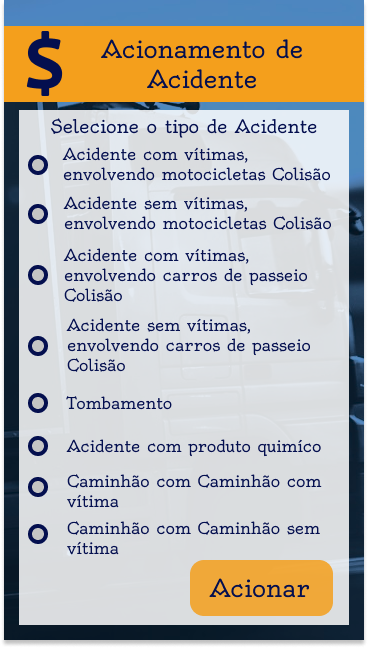 $
Acionamento de
Acidente
Selecione o tipo de Acidente
Acidente com vítimas,
envolvendo motocicletas Colisão
Acidente sem vítimas,
envolvendo motocicletas Colisão
Acidente com vítimas,
envolvendo carros de passeio
Colisão
Acidente sem vítimas,
envolvendo carros de passeio
Colisão
Tombamento
Acidente com produto quimíco
Caminhão com Caminhão com
vítima
Caminhão com Caminhão sem
vítima
Acionar